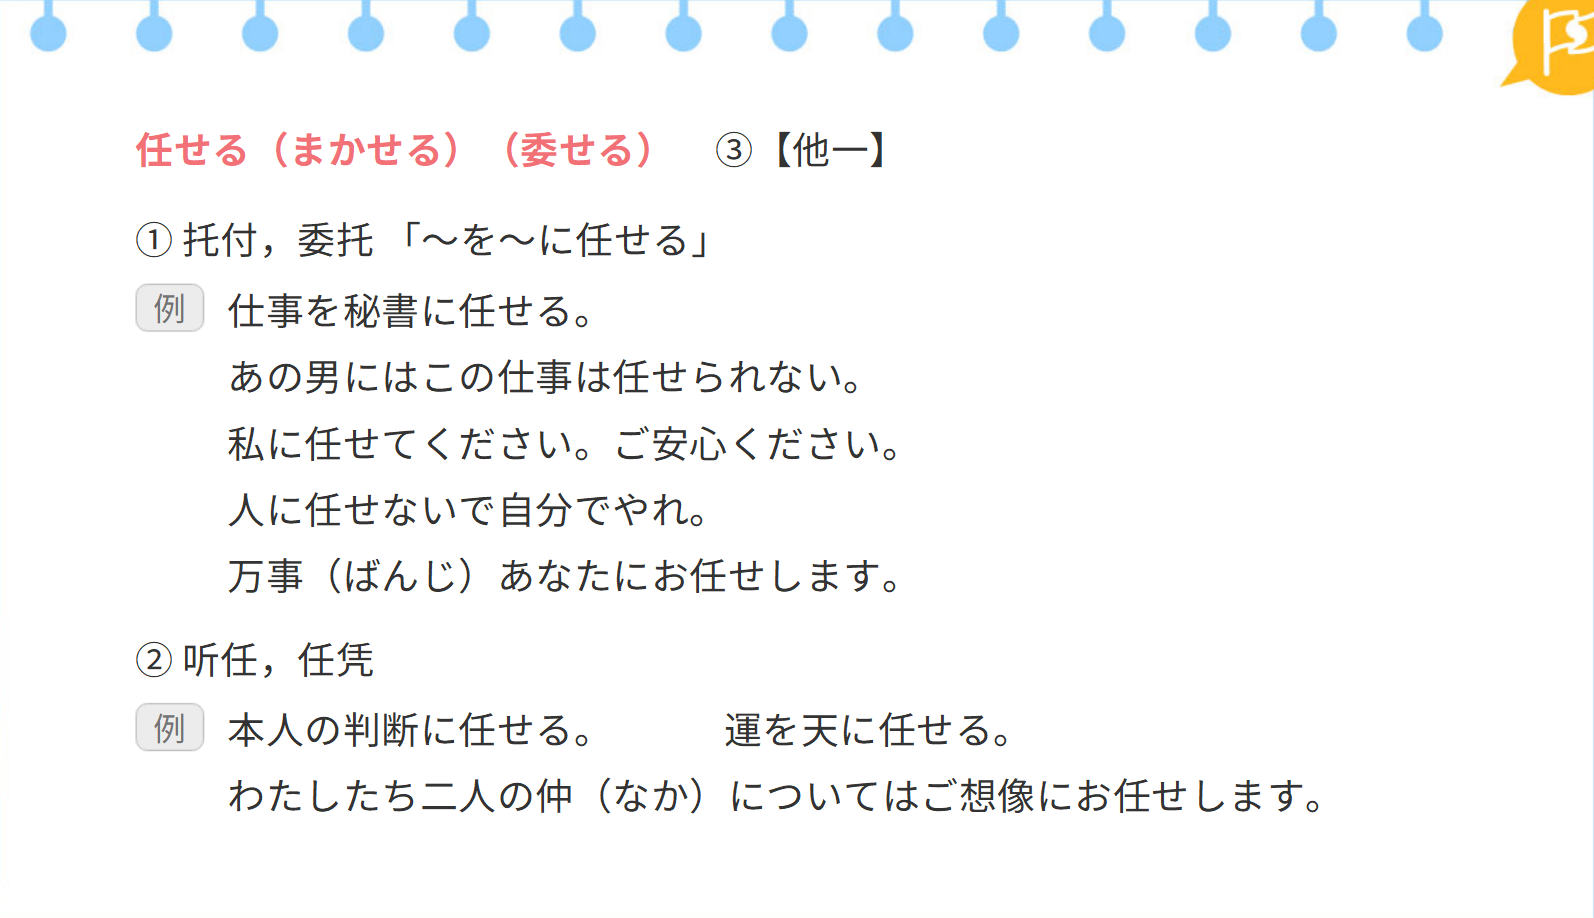 任せる（まかせる）（委せる） ③【他一】
① 托付，委托「～を～に任せる」
例 仕事を秘書に任せる。
あの男にはこの仕事は任せられない。
私に任せてください。ご安心ください。
人に任せないで自分でやれ。
万事（ばんじ）あなたにお任せします。
② 听任，任凭
例 本人の判断に任せる。 運を天に任せる。
わたしたち二人の仲（なか）についてはご想像にお任せします。